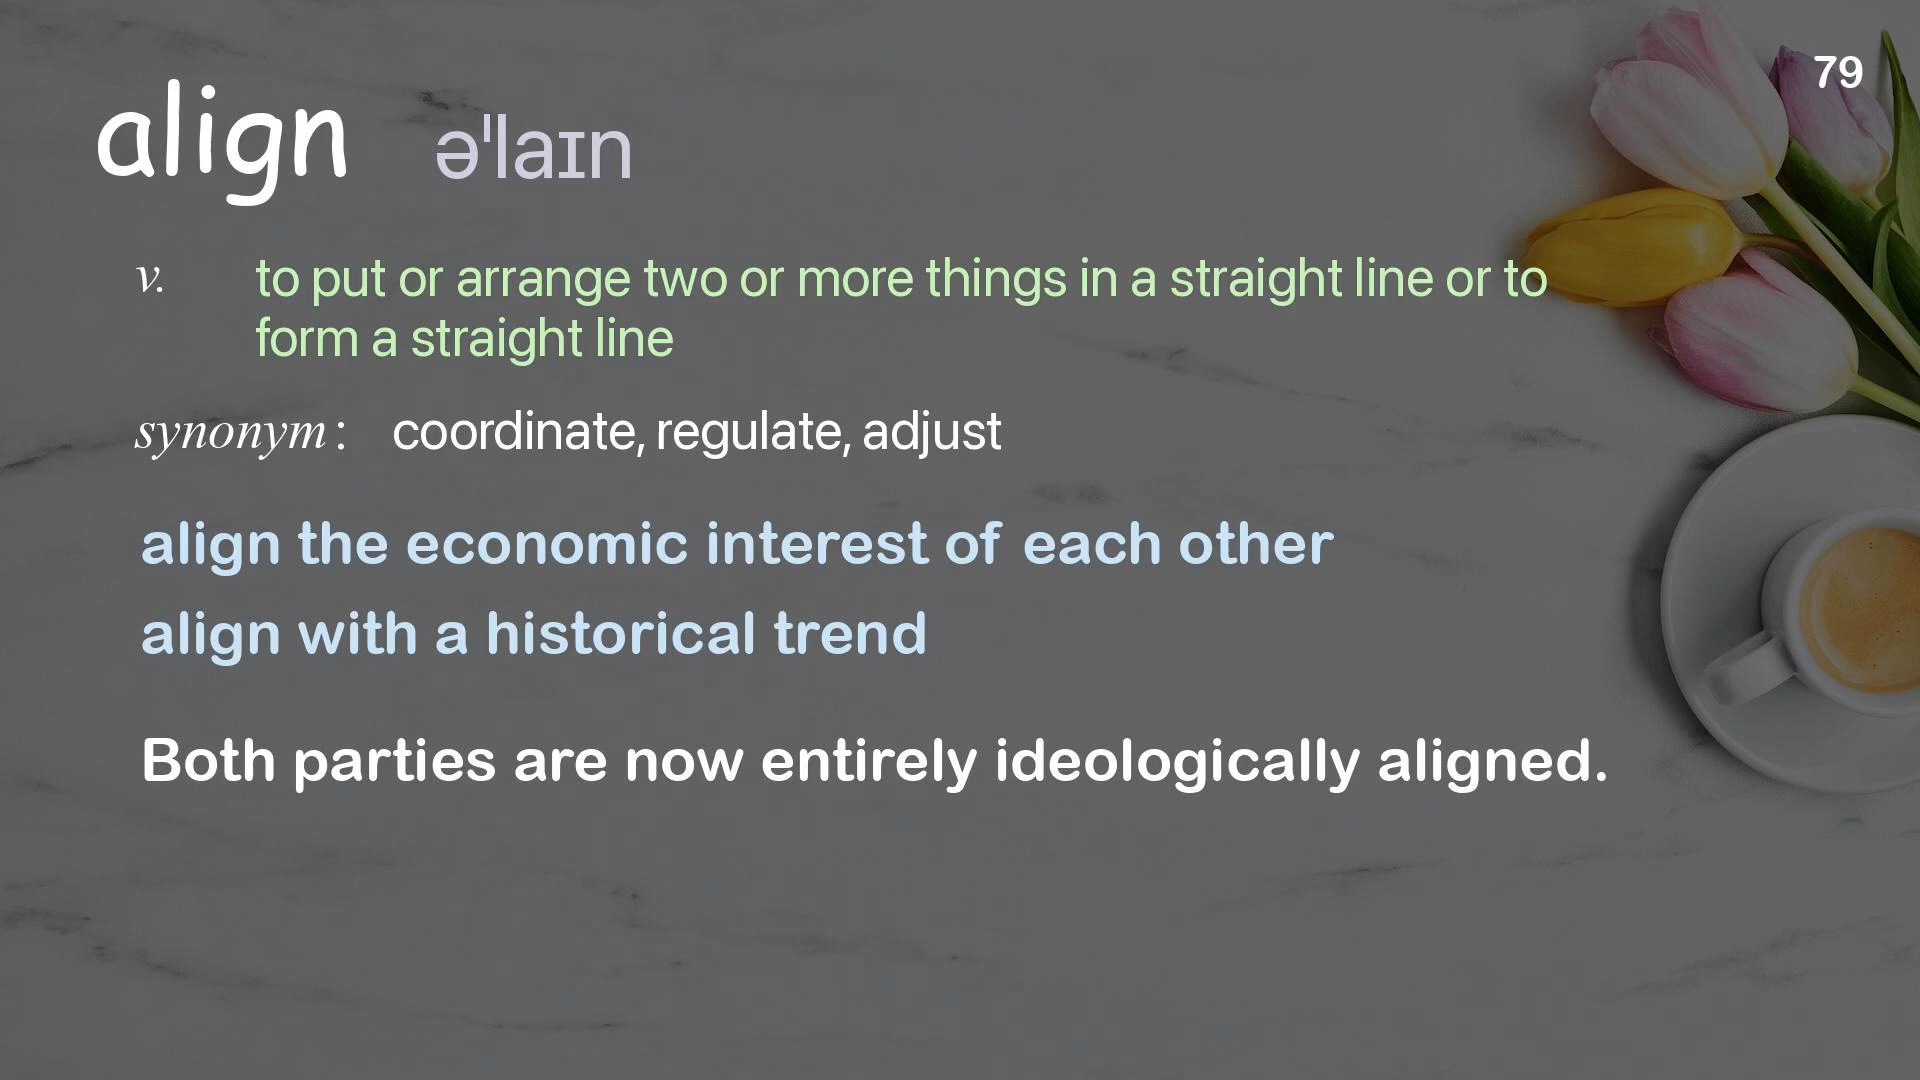 79
align əˈlaɪn
v. to put or arrange two or more things in a straight line or to
form a straight line
synonym: coordinate, regulate, adjust
align the economic interest of each other
align with a historical trend
Both parties are now entirely ideologically aligned.